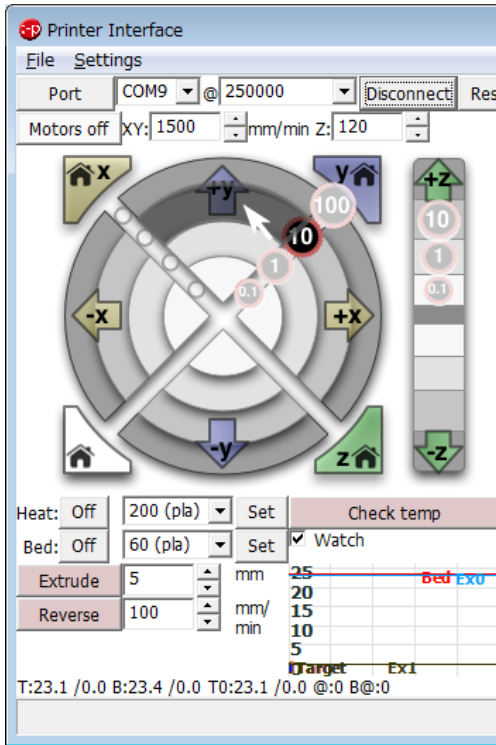 Printer Interface
File Settings
Port COM9 @ 250000 Disconnect Res
Motors off XY: 1500 mm/min Z: 120
x +y y +z
100 10
10 1
1 0.1
0.1
-x +x
-y z -z
Heat: Off 200 (pla) Set Check temp
Bed: Off 60 (pla) Set Watch
Extrude 5 mm 25 Bed Ex0
20
Reverse 100 mm/ 15
min 10
5
0 Target Ex1
T:23.1 /0.0 B:23.4 /0.0 T0:23.1 /0.0 @:0 B@:0